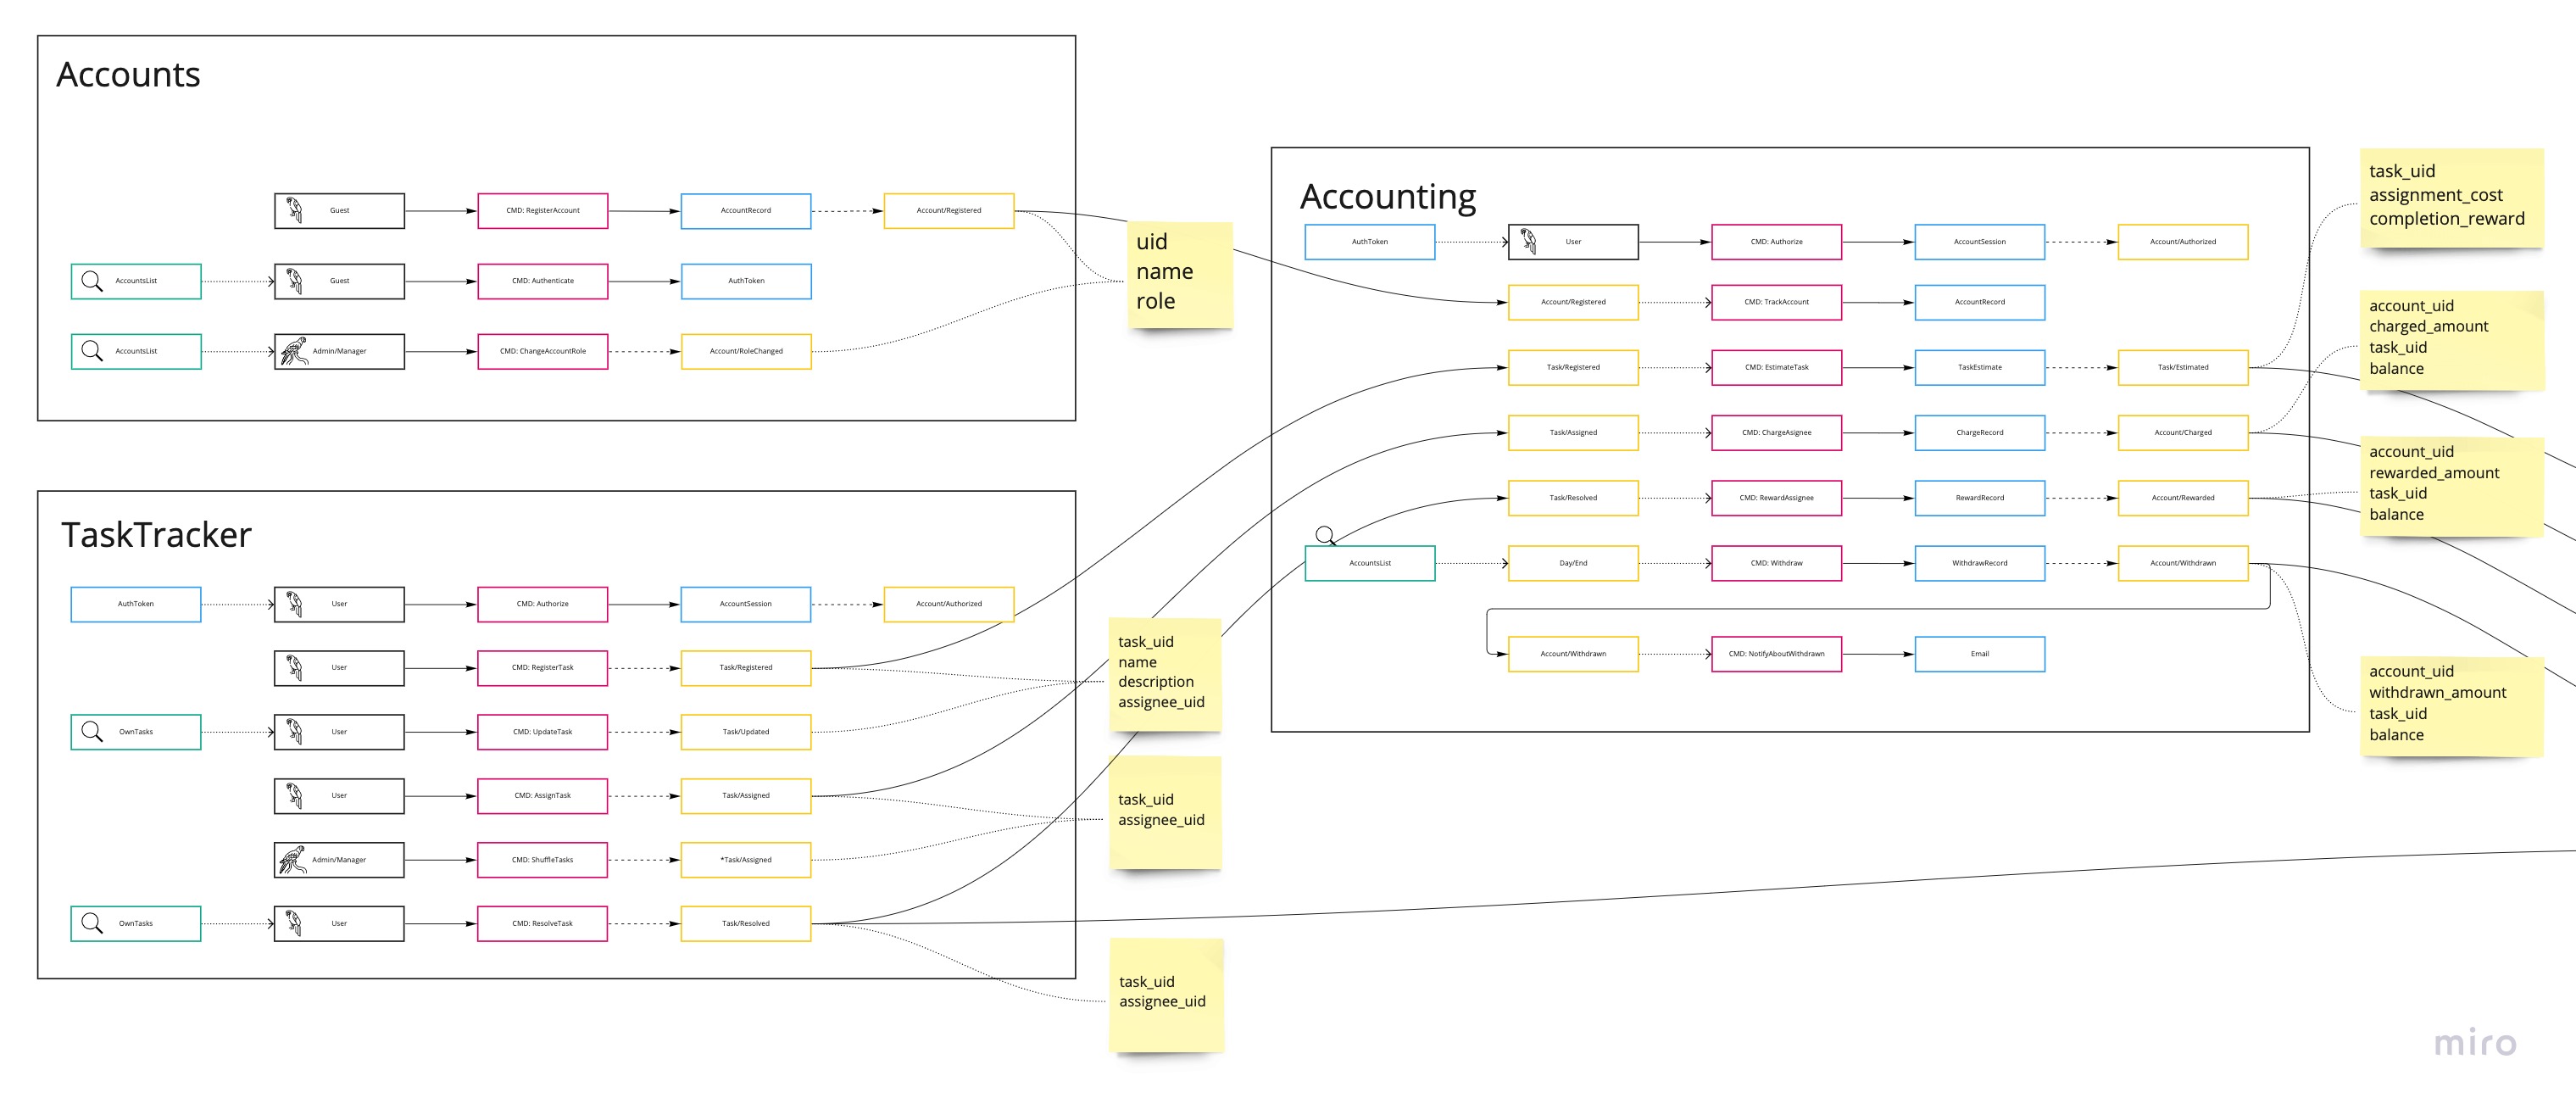 Accounts
Guest
CMD: RegisterAccount
AccountRecord
Account/Registered
AccountsList
Guest
CMD: Authenticate
AuthToken
AccountsList
Admin/Manager
CMD: ChangeAccountRole
Account/RoleChanged
uid
name
role
TaskTracker
AuthToken
User
CMD: Authorize
AccountSession
Account/Authorized
User
CMD: RegisterTask
Task/Registered
OwnTasks
User
CMD: UpdateTask
Task/Updated
User
CMD: AssignTask
Task/Assigned
Admin/Manager
CMD: ShuffleTasks
*Task/Assigned
OwnTasks
User
CMD: ResolveTask
Task/Resolved
task_uid
name
description
assignee_uid
task_uid
assignee_uid
task_uid
assignee_uid
Accounting
AuthToken
User
CMD: Authorize
AccountSession
Account/Authorized
Account/Registered
CMD: TrackAccount
AccountRecord
Task/Registered
CMD: EstimateTask
TaskEstimate
Task/Estimated
Task/Assigned
CMD: ChargeAsignee
ChargeRecord
Account/Charged
Task/Resolved
CMD: RewardAssignee
RewardRecord
Account/Rewarded
AccountsList
Day/End
CMD: Withdraw
WithdrawRecord
Account/Withdrawn
Account/Withdrawn
CMD: NotifyAboutWithdrawn
Email
task_uid
assignment_cost
completion_reward
account_uid
charged_amount
task_uid
balance
account_uid
rewarded_amount
task_uid
balance
account_uid
withdrawn_amount
task_uid
balance
miro